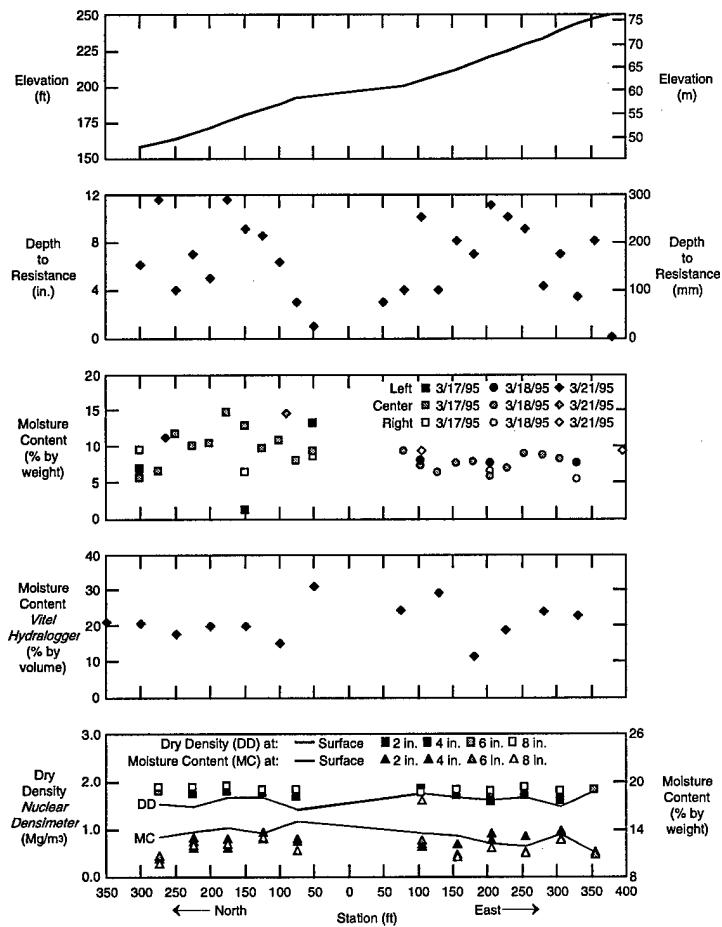 250
225
200
175
150
Elevation
(ft)
75
70
65
60
55
50
Elevation
(m)
12
8
4
0
Depth
to
Resistance
(in.)
300
200
100
0
Depth
to
Resistance
(mm)
20
15
10
5
0
Moisture
Content
(% by
weight)
Left 3/17/95 3/18/95 3/21/95
Center 3/17/95 3/18/95 3/21/95
Right 3/17/95 3/18/95 3/21/95
40
30
20
10
0
Moisture
Content
Vitel
Hydralogger
(% by
volume)
3.0
2.0
1.0
0.0
Dry
Density
Nuclear
Densimeter
(Mg/m3)
Dry Density (DD) at: Surface 2 in. 4 in. 6 in. 8 in.
Moisture Content (MC) at: Surface 2 in. 4 in. 6 in. 8 in.
DD
MC
26
20
14
8
Moisture
Content
(% by
weight)
350 300 250 200 150 100 50 0 50 100 150 200 250 300 350 400
North Station (ft) East